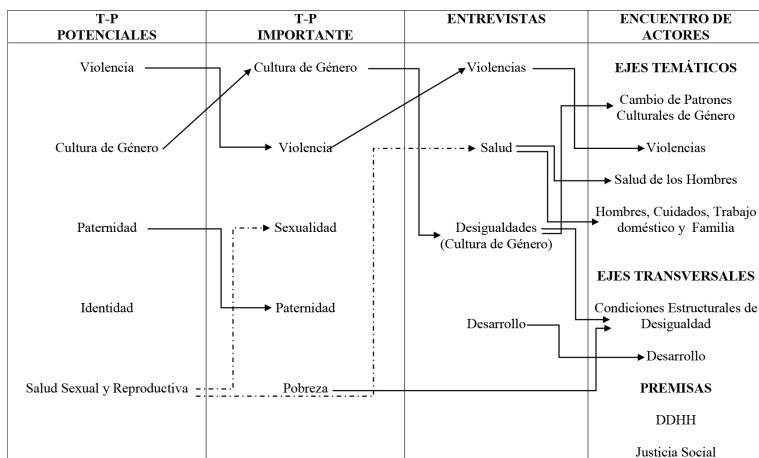 T-P
POTENCIALES
T-P
IMPORTANTE
ENTREVISTAS
ENCUENTRO DE
ACTORES
Violencia
Cultura de Género
Paternidad
Identidad
Salud Sexual y Reproductiva
Cultura de Género
Violencia
Sexualidad
Paternidad
Pobreza
Violencias
Salud
Desigualdades
(Cultura de Género)
Desarrollo
EJES TEMÁTICOS
Cambio de Patrones
Culturales de Género
Violencias
Salud de los Hombres
Hombres, Cuidados, Trabajo
doméstico y Familia
EJES TRANSVERSALES
Condiciones Estructurales de
Desigualdad
Desarrollo
PREMISAS
DDHH
Justicia Social